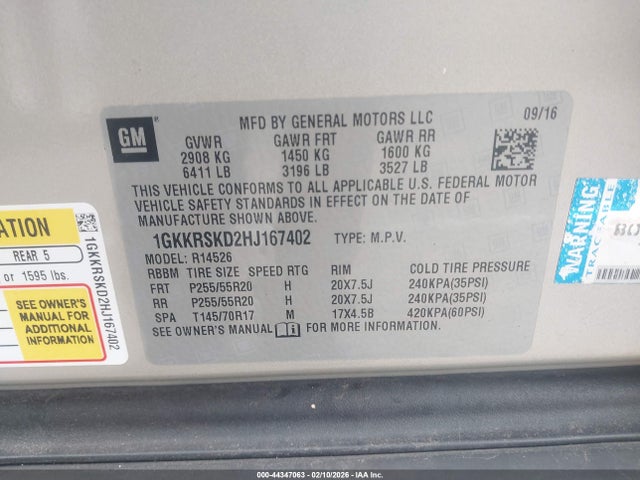 GM
MFD BY GENERAL MOTORS LLC 09/16
GVWR GAWR FRT GAWR RR
2908 KG 1450 KG 1600 KG
6411 LB 3196 LB 3527 LB
THIS VEHICLE CONFORMS TO ALL APPLICABLE U.S. FEDERAL MOTOR
VEHICLE SAFETY STANDARDS IN EFFECT ON THE DATE OF
MANUFACTURE SHOWN ABOVE.
1GKKRSKD2HJ167402 TYPE: M.P.V.
MODEL: R14526
RBBM TIRE SIZE SPEED RTG RIM COLD TIRE PRESSURE
FRT P255/55R20 H 20X7.5J 240KPA(35PSI)
RR P255/55R20 H 20X7.5J 240KPA(35PSI)
SPA T145/70R17 M 17X4.5B 420KPA(60PSI)
SEE OWNER'S MANUAL FOR MORE INFORMATION.
ATION
REAR 5
or 1595 lbs.
SEE OWNER'S
MANUAL FOR
ADDITIONAL
INFORMATION
1GKKRSKD2HJ167402
WARNING
TRACTABLE
000-44347063 - 02/10/2026 - Copyright © IAA, Inc.